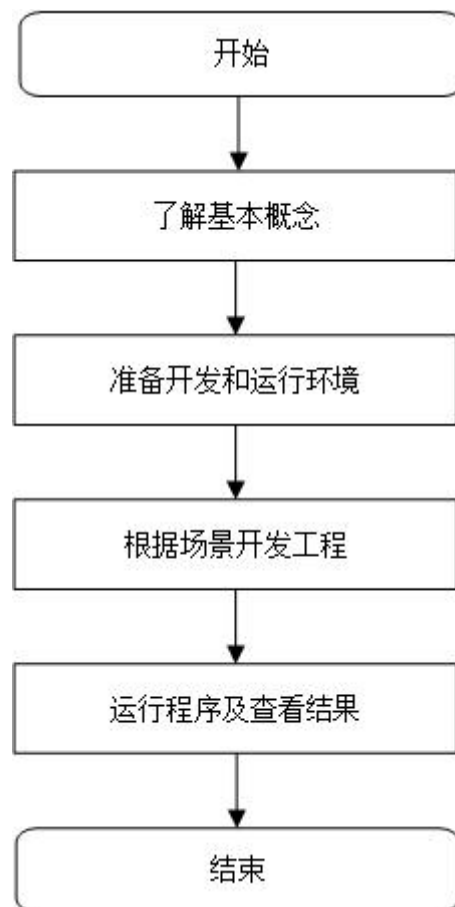 开始
了解基本概念
准备开发和运行环境
根据场景开发工程
运行程序及查看结果
结束